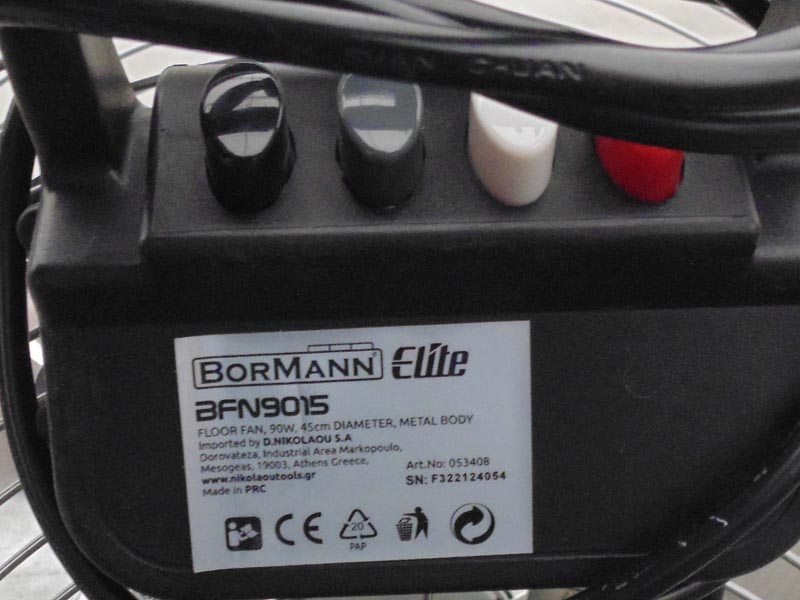 CHUAN
BORMANN® Elite
BFN9015
FLOOR FAN, 90W, 45cm DIAMETER, METAL BODY
Imported by D.NIKOLAOU S.A
Dorovateza, Industrial Area Markopoulo,
Mesogeas, 19003, Athens Greece,
www.nikolaoutools.gr
Made in PRC
Art.No: 053408
SN: F322124054
CE
20
PAP